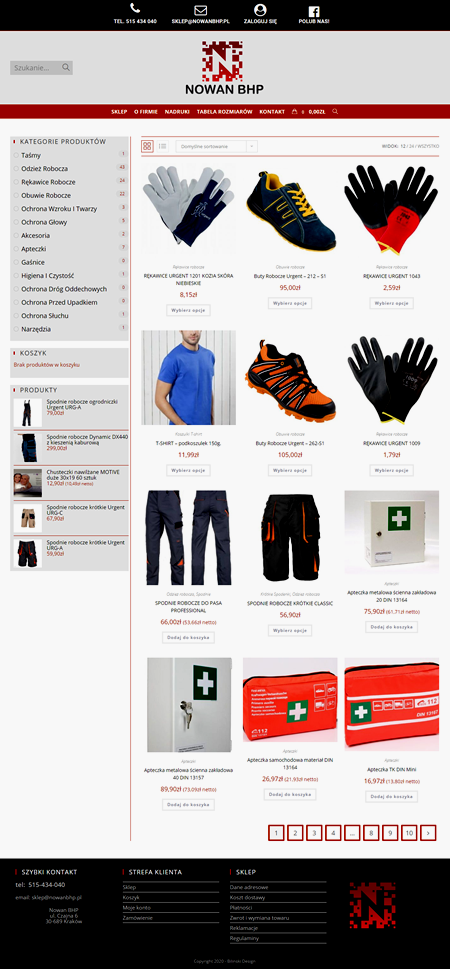 TEL. 515 434 040
SKLEP@NOWANBHP.PL
ZALOGUJ SIĘ
POLUB NAS!
Szukanie...
NOWAN BHP
SKLEP
O FIRMIE
NADRUKI
TABELA ROZMIARÓW
KONTAKT
0
0,00ZŁ
KATEGORIE PRODUKTÓW
Taśmy 1
Odzież Robocza 43
Rękawice Robocze 24
Obuwie Robocze 22
Ochrona Wzroku I Twarzy 3
Ochrona Głowy 5
Akcesoria 2
Apteczki 7
Gaśnice
Higiena I Czystość 1
Ochrona Dróg Oddechowych
Ochrona Przed Upadkiem
Ochrona Słuchu 1
Narzędzia 1
KOSZYK
Brak produktów w koszyku
PRODUKTY
Spodnie robocze ogrodniczki
Urgent URG-A
79,00zł
Spodnie robocze Dynamic DX440
z kieszenią kaburową
299,00zł
Chusteczki nawilżane MOTIVE
duże 30x19 60 sztuk
12,90zł (10,49zł netto)
Spodnie robocze krótkie Urgent
URG-C
67,90zł
Spodnie robocze krótkie Urgent
URG-A
59,90zł
Domyślne sortowanie
WIDOK: 12 / 24 / WSZYSTKO
Rękawice robocze
RĘKAWICE URGENT 1201 KOZIA SKÓRA
NIEBIESKIE
8,15zł
Wybierz opcje
Obuwie robocze
Buty Robocze Urgent – 212 – S1
95,00zł
Wybierz opcje
Rękawice robocze
RĘKAWICE URGENT 1043
2,59zł
Wybierz opcje
T-SHIRT – podkoszulek 150g.
11,99zł
Wybierz opcje
Obuwie robocze
Buty Robocze Urgent – 262-S1
105,00zł
Wybierz opcje
Rękawice robocze
RĘKAWICE URGENT 1009
1,79zł
Wybierz opcje
Odzież robocza, Spodnie
SPODNIE ROBOCZE DO PASA
PROFESSIONAL
66,00zł (53,66zł netto)
Dodaj do koszyka
Krótkie Spodenki, Odzież robocza
SPODNIE ROBOCZE KRÓTKIE CLASSIC
56,90zł
Wybierz opcje
Apteczki
Apteczka metalowa ścienna zakładowa
20 DIN 13164
75,90zł (61,71zł netto)
Dodaj do koszyka
Apteczki
Apteczka metalowa ścienna zakładowa
40 DIN 13157
89,90zł (73,09zł netto)
Dodaj do koszyka
112
Apteczki
Apteczka samochodowa materiał DIN
13164
26,97zł (21,93zł netto)
Dodaj do koszyka
112
DIN 13167
Apteczki
Apteczka TK DIN Mini
16,97zł (13,80zł netto)
Dodaj do koszyka
1 2 3 4 ... 8 9 10 ›
SZYBKI KONTAKT
tel: 515-434-040
email: sklep@nowanbhp.pl
Nowan BHP
ul. Czajna 6
30-689 Kraków
STREFA KLIENTA
Sklep
Koszyk
Moje konto
Zamówienie
SKLEP
Dane adresowe
Koszt dostawy
Płatności
Zwrot i wymiana towaru
Reklamacje
Regulaminy